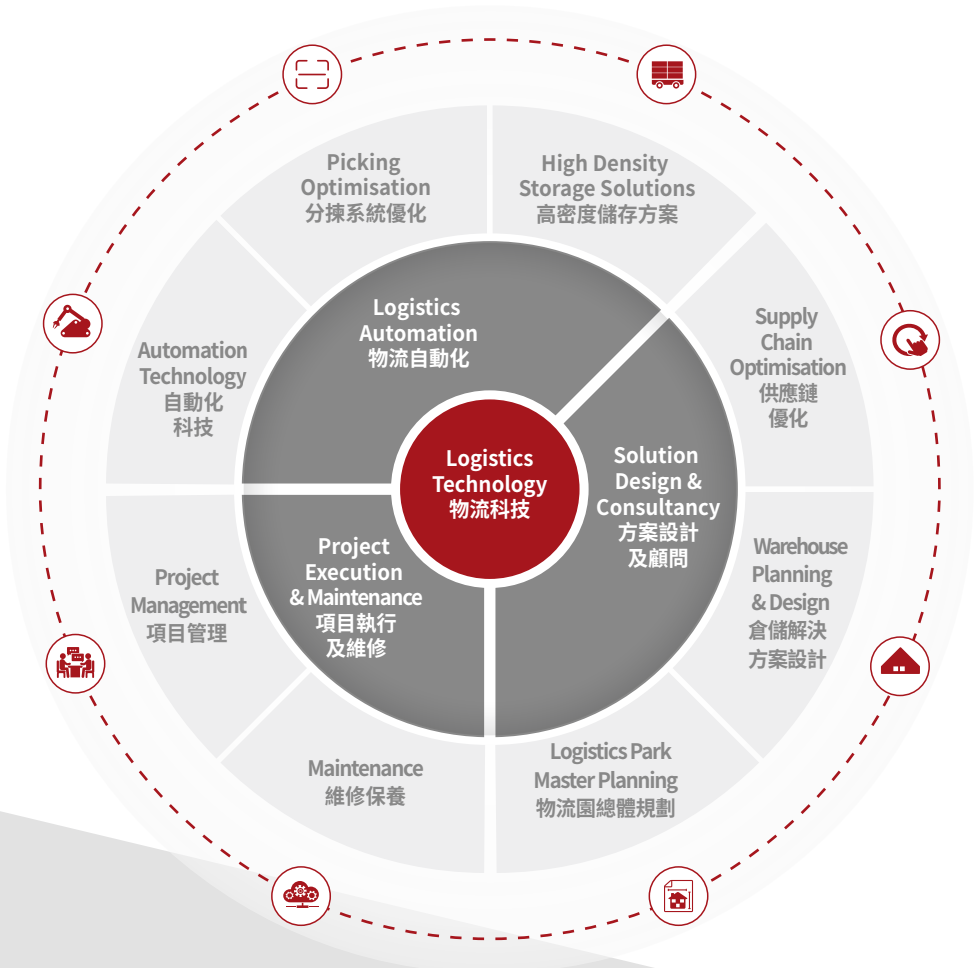 Picking
Optimisation
分揀系統優化
High Density
Storage Solutions
高密度儲存方案
Logistics
Automation
物流自動化
Supply
Chain
Optimisation
供應鏈
優化
Automation
Technology
自動化
科技
Logistics
Technology
物流科技
Solution
Design &
Consultancy
方案設計
及顧問
Project
Execution
& Maintenance
項目執行
及維修
Warehouse
Planning
& Design
倉儲解決
方案設計
Project
Management
項目管理
Maintenance
維修保養
Logistics Park
Master Planning
物流園總體規劃